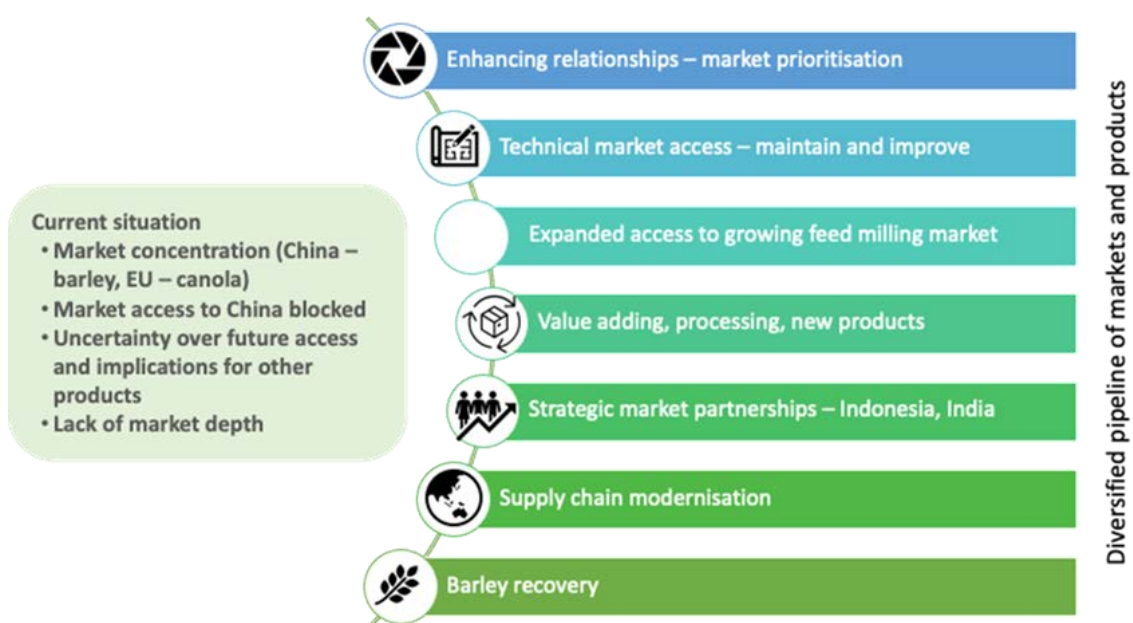 Current situation
• Market concentration (China –
barley, EU – canola)
• Market access to China blocked
• Uncertainty over future access
and implications for other
products
• Lack of market depth
Enhancing relationships – market prioritisation
Technical market access – maintain and improve
Expanded access to growing feed milling market
Value adding, processing, new products
Strategic market partnerships – Indonesia, India
Supply chain modernisation
Barley recovery
Diversified pipeline of markets and products